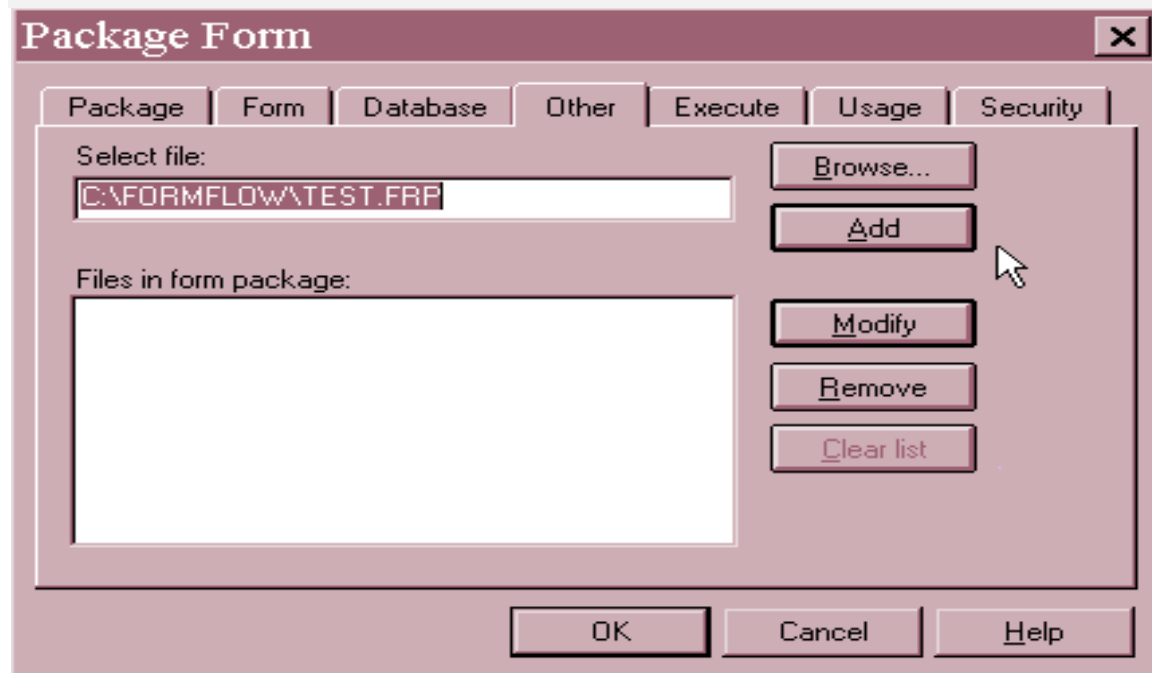 Package Form
Package Form Database Other Execute Usage Security
Select file:
Browse...
C:\FORMFLOW\TEST.FRP
Add
Files in form package:
Modify
Remove
Clear list
OK Cancel Help